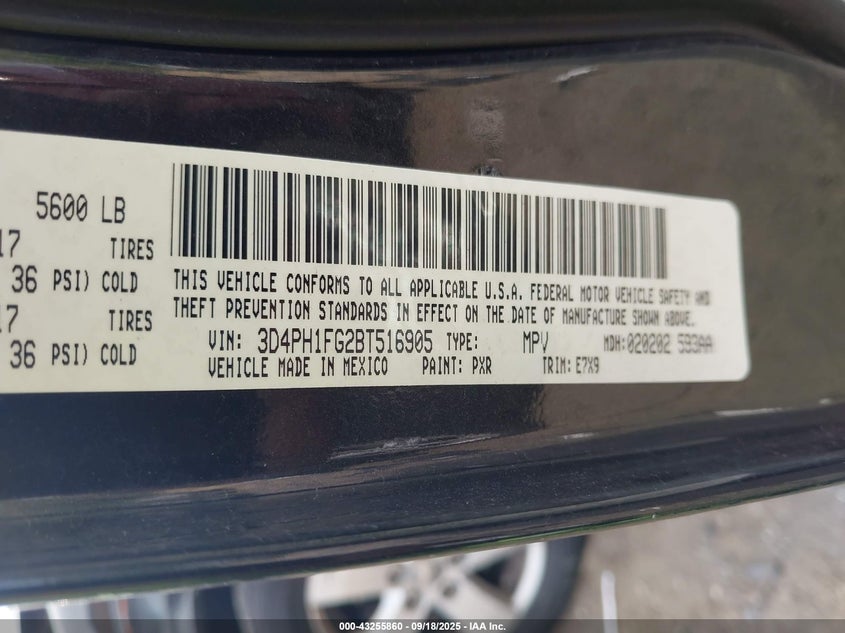 5600 LB
17 TIRES
36 PSI) COLD
17 TIRES
36 PSI) COLD
THIS VEHICLE CONFORMS TO ALL APPLICABLE U.S.A. FEDERAL MOTOR VEHICLE SAFETY AND
THEFT PREVENTION STANDARDS IN EFFECT ON THE DATE OF MANUFACTURE SHOWN ABOVE.
VIN: 3D4PH1FG2BT516905 TYPE: MPV MDH:020202 593AA
VEHICLE MADE IN MEXICO PAINT: PXR TRIM: E7X9
000-43255860 - 09/18/2025 - IAA Inc.